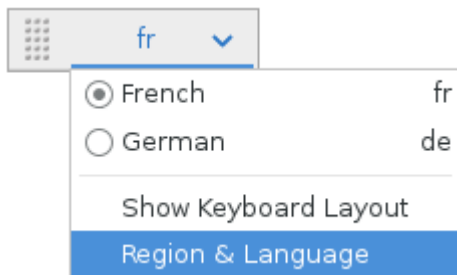 fr
French fr
German de
Show Keyboard Layout
Region & Language